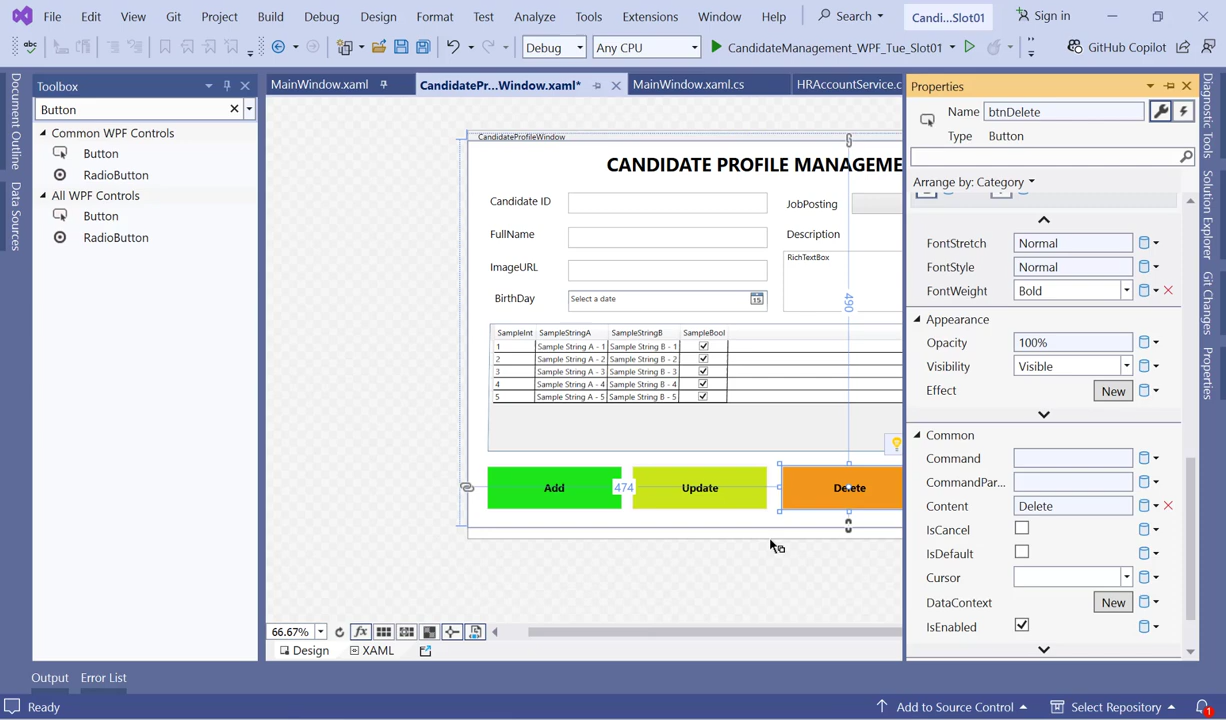 File Edit View Git Project Build Debug Design Format Test Analyze Tools Extensions Window Help Search Candi...Slot01 Sign in
Debug Any CPU CandidateManagement_WPF_Tue_Slot01 GitHub Copilot
Document Outline
Data Sources
Toolbox
Button
Common WPF Controls
Button
RadioButton
All WPF Controls
Button
RadioButton
MainWindow.xaml CandidatePr...Window.xaml* MainWindow.xaml.cs HRAccountService.c
CandidateProfileWindow
CANDIDATE PROFILE MANAGEME
Candidate ID JobPosting
FullName Description
RichTextBox
ImageURL
BirthDay Select a date 15
490
SampleInt SampleStringA SampleStringB SampleBool
1 Sample String A - 1 Sample String B - 1
2 Sample String A - 2 Sample String B - 2
3 Sample String A - 3 Sample String B - 3
4 Sample String A - 4 Sample String B - 4
5 Sample String A - 5 Sample String B - 5
Add 474 Update Delete
66.67% fx
Design XAML
Properties
Name btnDelete
Type Button
Arrange by: Category
FontStretch Normal
FontStyle Normal
FontWeight Bold
Appearance
Opacity 100%
Visibility Visible
Effect New
Common
Command
CommandPar...
Content Delete
IsCancel
IsDefault
Cursor
DataContext New
IsEnabled
Diagnostic Tools
Solution Explorer
Git Changes
Properties
Output Error List
Ready Add to Source Control Select Repository 1